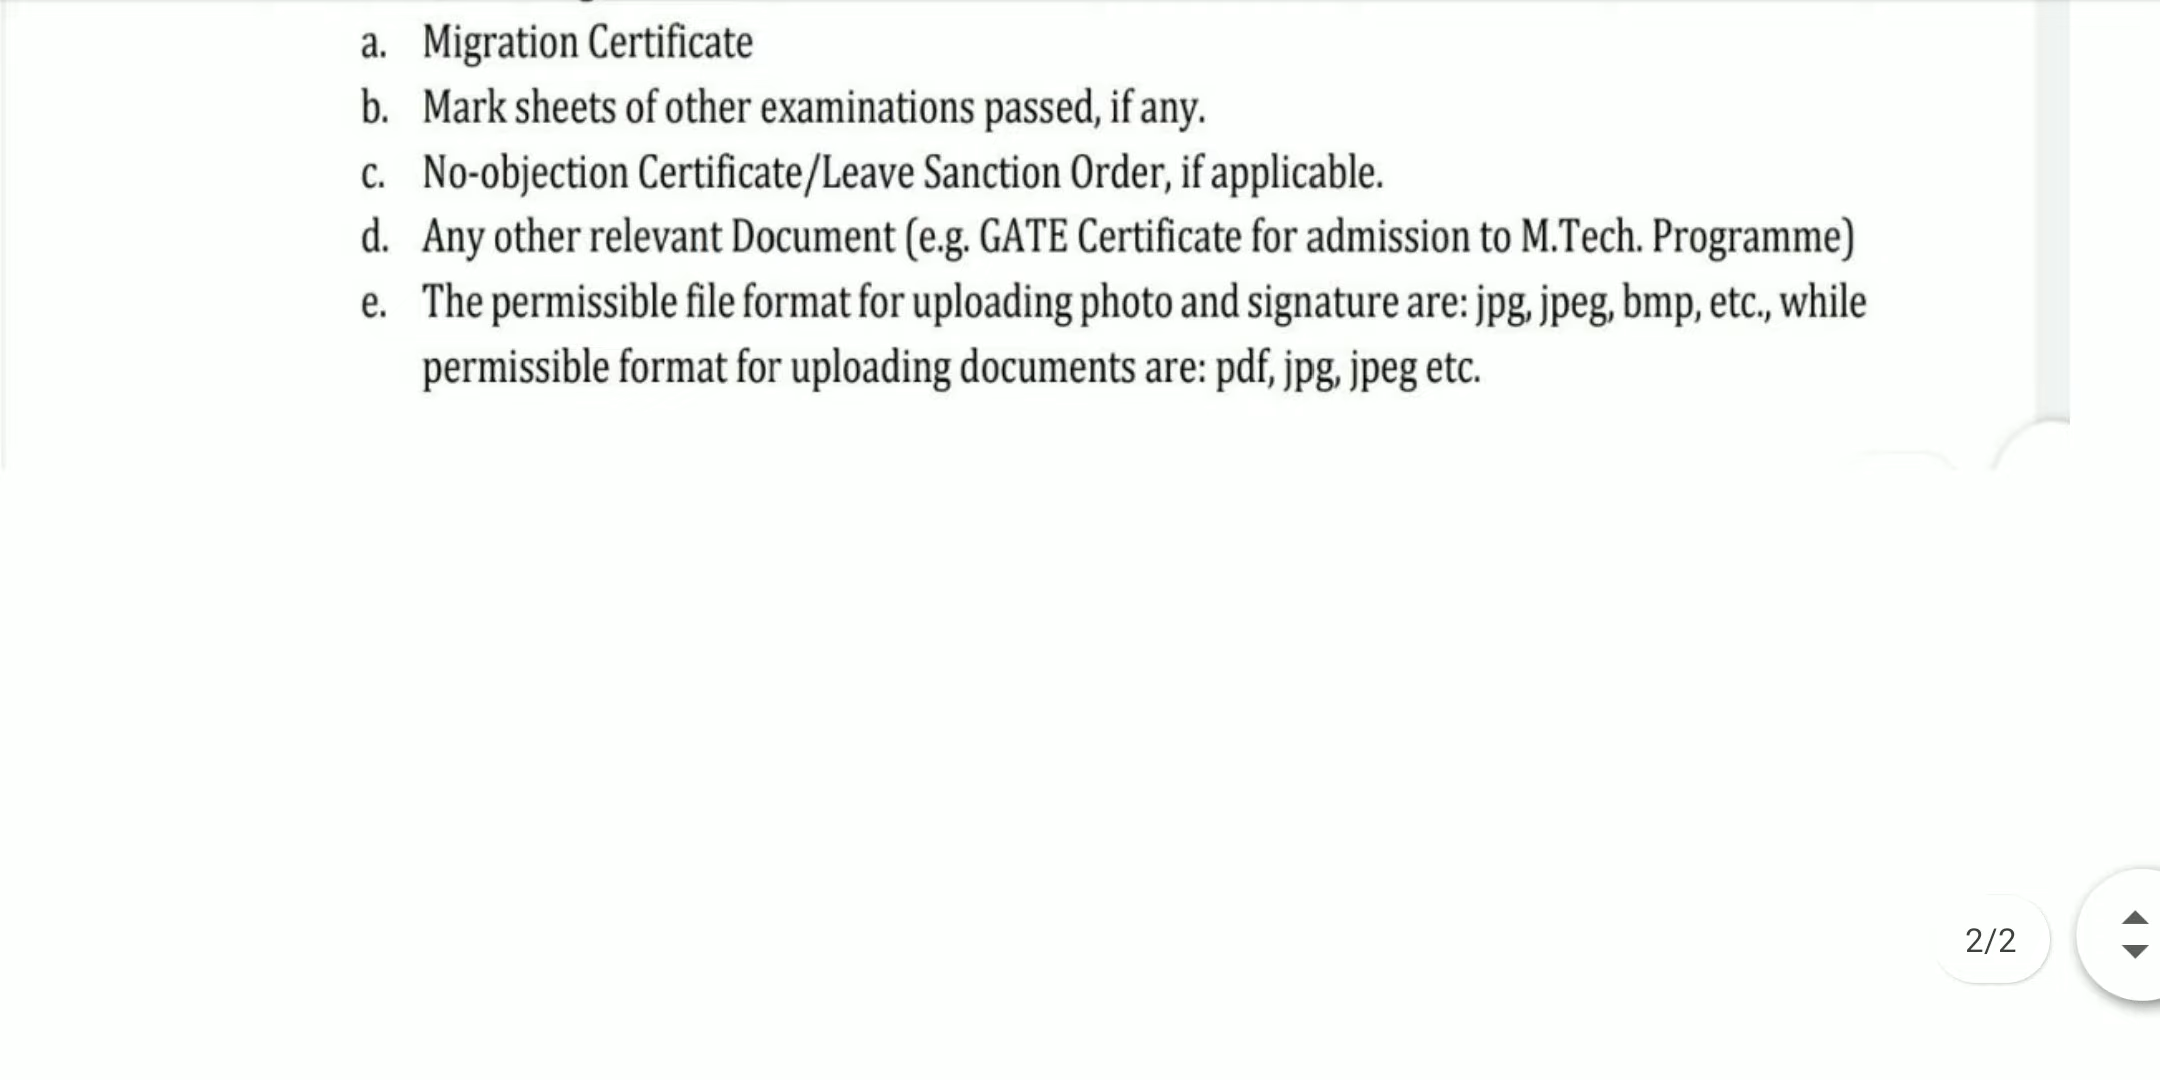 a. Migration Certificate
b. Mark sheets of other examinations passed, if any.
c. No-objection Certificate/Leave Sanction Order, if applicable.
d. Any other relevant Document (e.g. GATE Certificate for admission to M.Tech. Programme)
e. The permissible file format for uploading photo and signature are: jpg, jpeg, bmp, etc., while
permissible format for uploading documents are: pdf, jpg, jpeg etc.
2/2